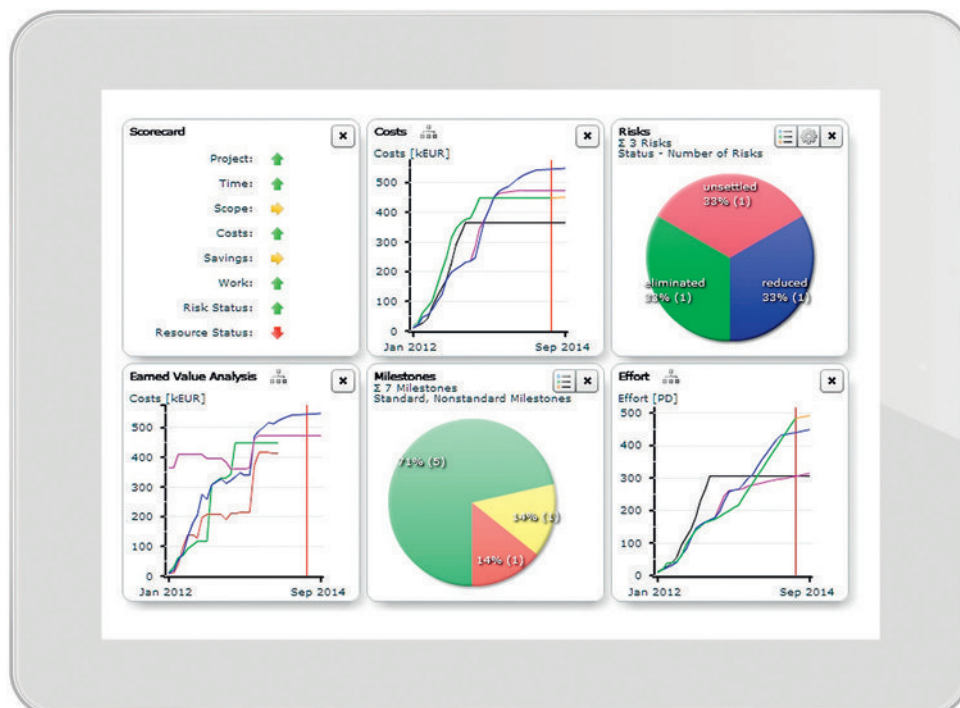 Scorecard
Project:
Time:
Scope:
Costs:
Savings:
Work:
Risk Status:
Resource Status:
Costs
Costs [kEUR]
500
400
300
200
100
0
Jan 2012 Sep 2014
Risks
Σ 3 Risks
Status - Number of Risks
unsettled
33% (1)
eliminated
33% (1)
reduced
33% (1)
Earned Value Analysis
Costs [kEUR]
500
400
300
200
100
0
Jan 2012 Sep 2014
Milestones
Σ 7 Milestones
Standard, Nonstandard Milestones
71% (5)
14% (1)
14% (1)
Effort
Effort [PD]
500
400
300
200
100
0
Jan 2012 Sep 2014